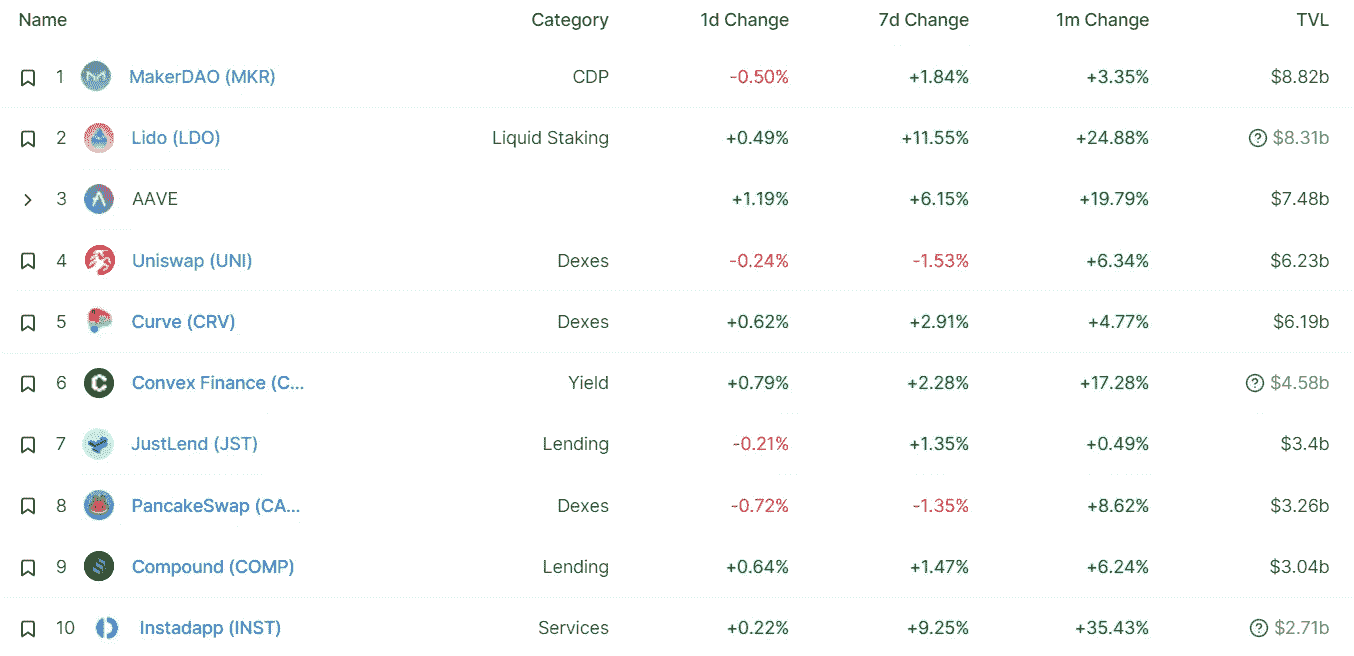 Name Category 1d Change 7d Change 1m Change TVL
1 MakerDAO (MKR) CDP -0.50% +1.84% +3.35% $8.82b
2 Lido (LDO) Liquid Staking +0.49% +11.55% +24.88% ? $8.31b
3 AAVE +1.19% +6.15% +19.79% $7.48b
4 Uniswap (UNI) Dexes -0.24% -1.53% +6.34% $6.23b
5 Curve (CRV) Dexes +0.62% +2.91% +4.77% $6.19b
6 Convex Finance (C... Yield +0.79% +2.28% +17.28% ? $4.58b
7 JustLend (JST) Lending -0.21% +1.35% +0.49% $3.4b
8 PancakeSwap (CA... Dexes -0.72% -1.35% +8.62% $3.26b
9 Compound (COMP) Lending +0.64% +1.47% +6.24% $3.04b
10 Instadapp (INST) Services +0.22% +9.25% +35.43% ? $2.71b